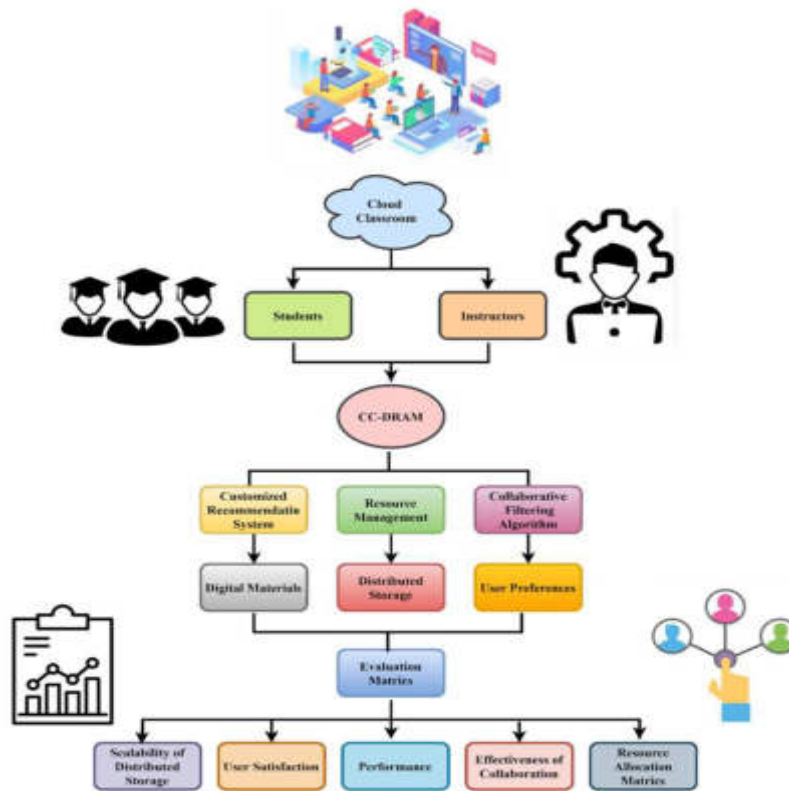 Cloud
Classroom
Students
Instructors
CC-DRAM
Customized
Recommendatin
System
Resource
Management
Collaborative
Filtering
Algorithm
Digital Materials
Distributed
Storage
User Preferences
Evaluation
Matrics
Scalability of
Distributed
Storage
User Satisfaction
Performance
Effectiveness of
Collaboration
Resource
Allocation
Matrics